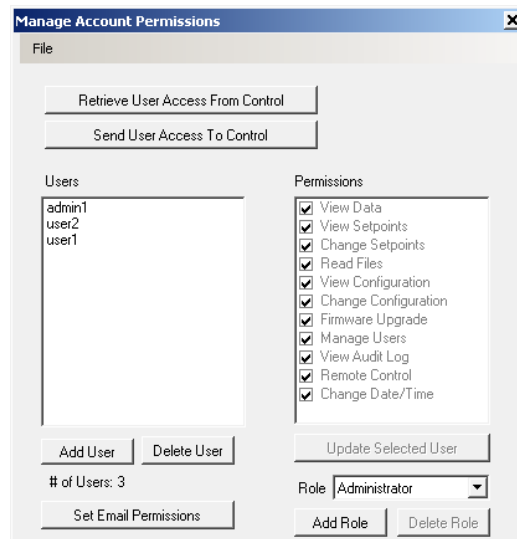 Manage Account Permissions
File
Retrieve User Access From Control
Send User Access To Control
Users
admin1
user2
user1
Add User
Delete User
# of Users: 3
Set Email Permissions
Permissions
View Data
View Setpoints
Change Setpoints
Read Files
View Configuration
Change Configuration
Firmware Upgrade
Manage Users
View Audit Log
Remote Control
Change Date/Time
Update Selected User
Role
Administrator
Add Role
Delete Role